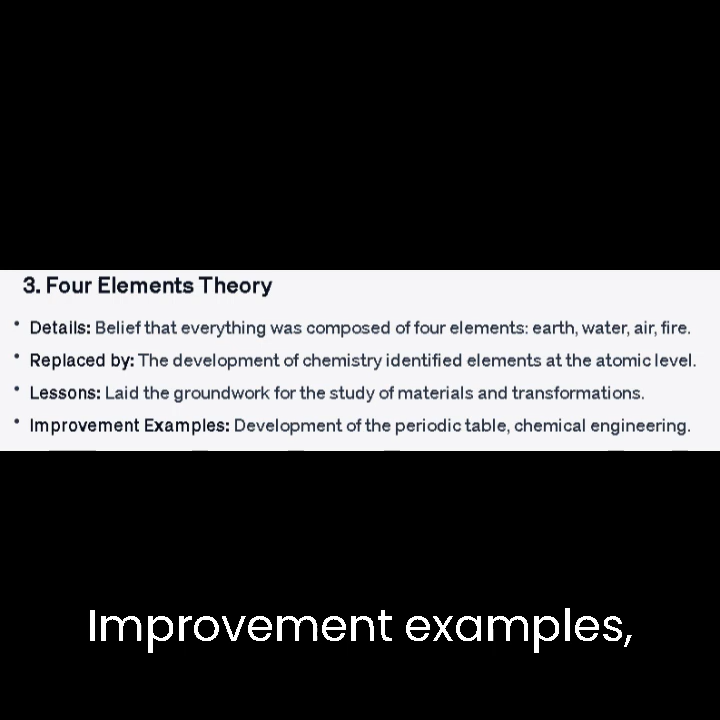 3. Four Elements Theory
• Details: Belief that everything was composed of four elements: earth, water, air, fire.
• Replaced by: The development of chemistry identified elements at the atomic level.
• Lessons: Laid the groundwork for the study of materials and transformations.
• Improvement Examples: Development of the periodic table, chemical engineering.
Improvement examples,